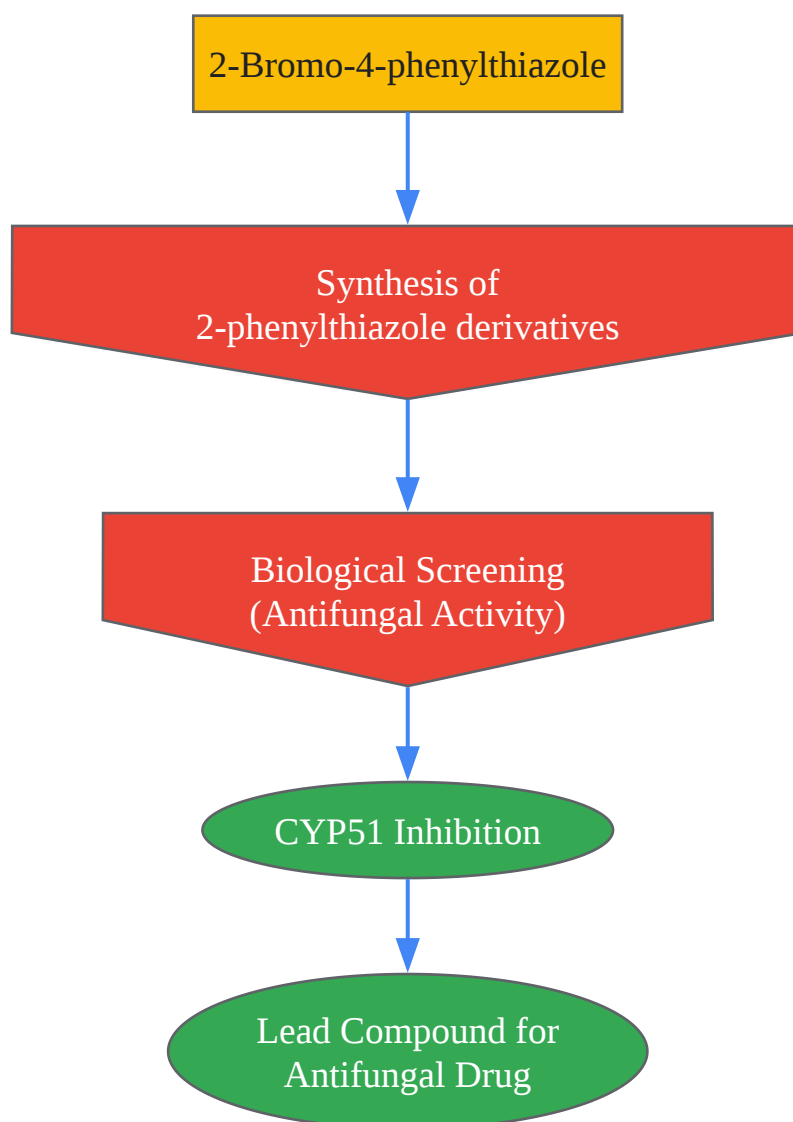 2-Bromo-4-phenylthiazole
Synthesis of
2-phenylthiazole derivatives
Biological Screening
(Antifungal Activity)
CYP51 Inhibition
Lead Compound for
Antifungal Drug